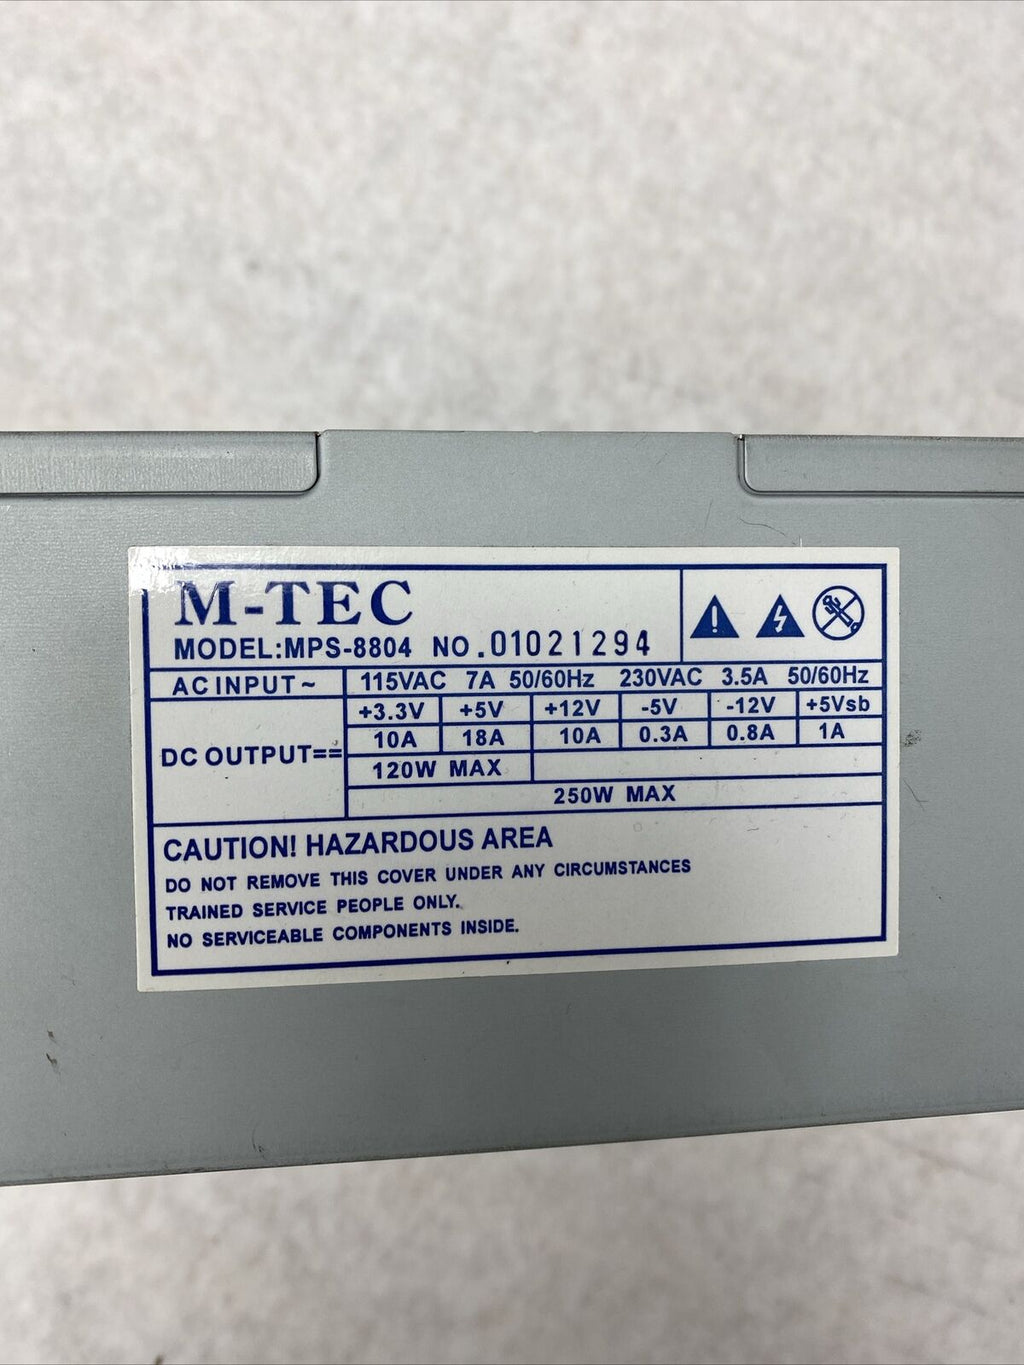 M-TEC
MODEL:MPS-8804 NO.01021294
AC INPUT~ 115VAC 7A 50/60Hz 230VAC 3.5A 50/60Hz
+3.3V +5V +12V -5V -12V +5Vsb
DC OUTPUT== 10A 18A 10A 0.3A 0.8A 1A
120W MAX
250W MAX
CAUTION! HAZARDOUS AREA
DO NOT REMOVE THIS COVER UNDER ANY CIRCUMSTANCES
TRAINED SERVICE PEOPLE ONLY.
NO SERVICEABLE COMPONENTS INSIDE.